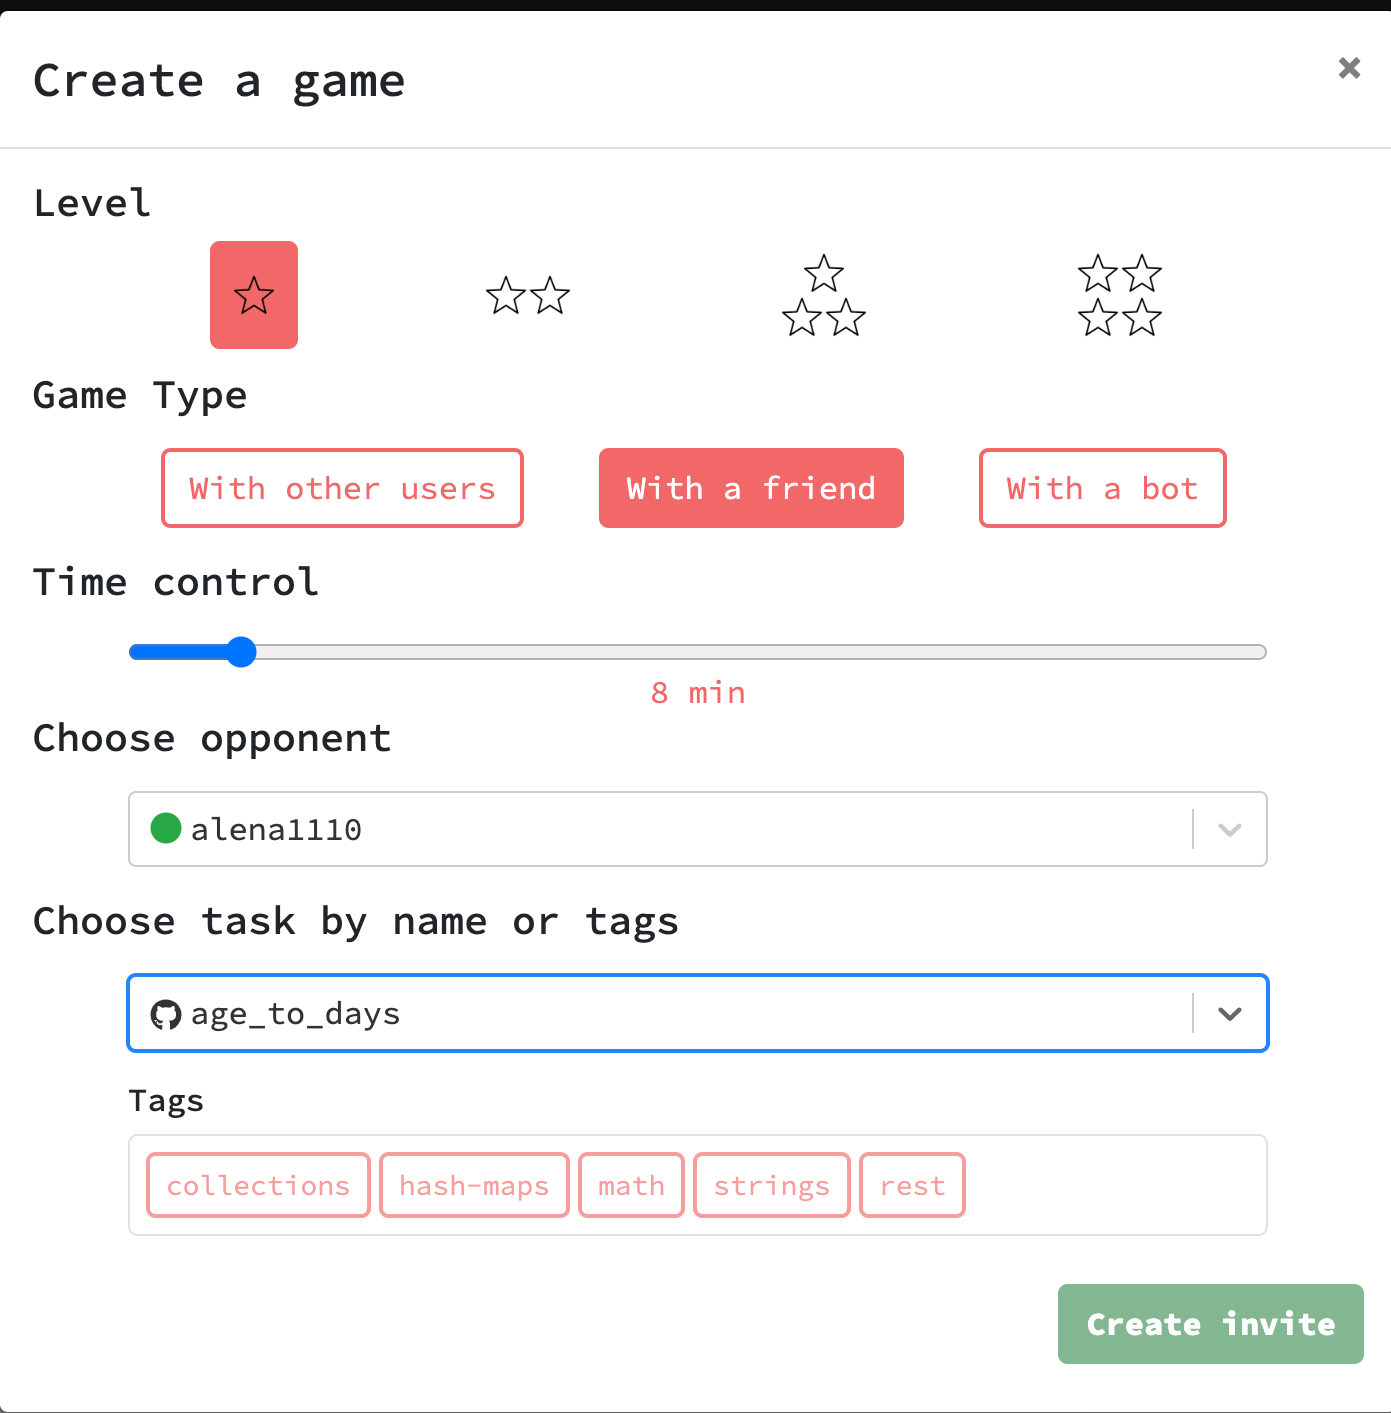 Create a game
Level
Game Type
With other users With a friend With a bot
Time control
8 min
Choose opponent
alena1110
Choose task by name or tags
age_to_days
Tags
collections hash-maps math strings rest
Create invite